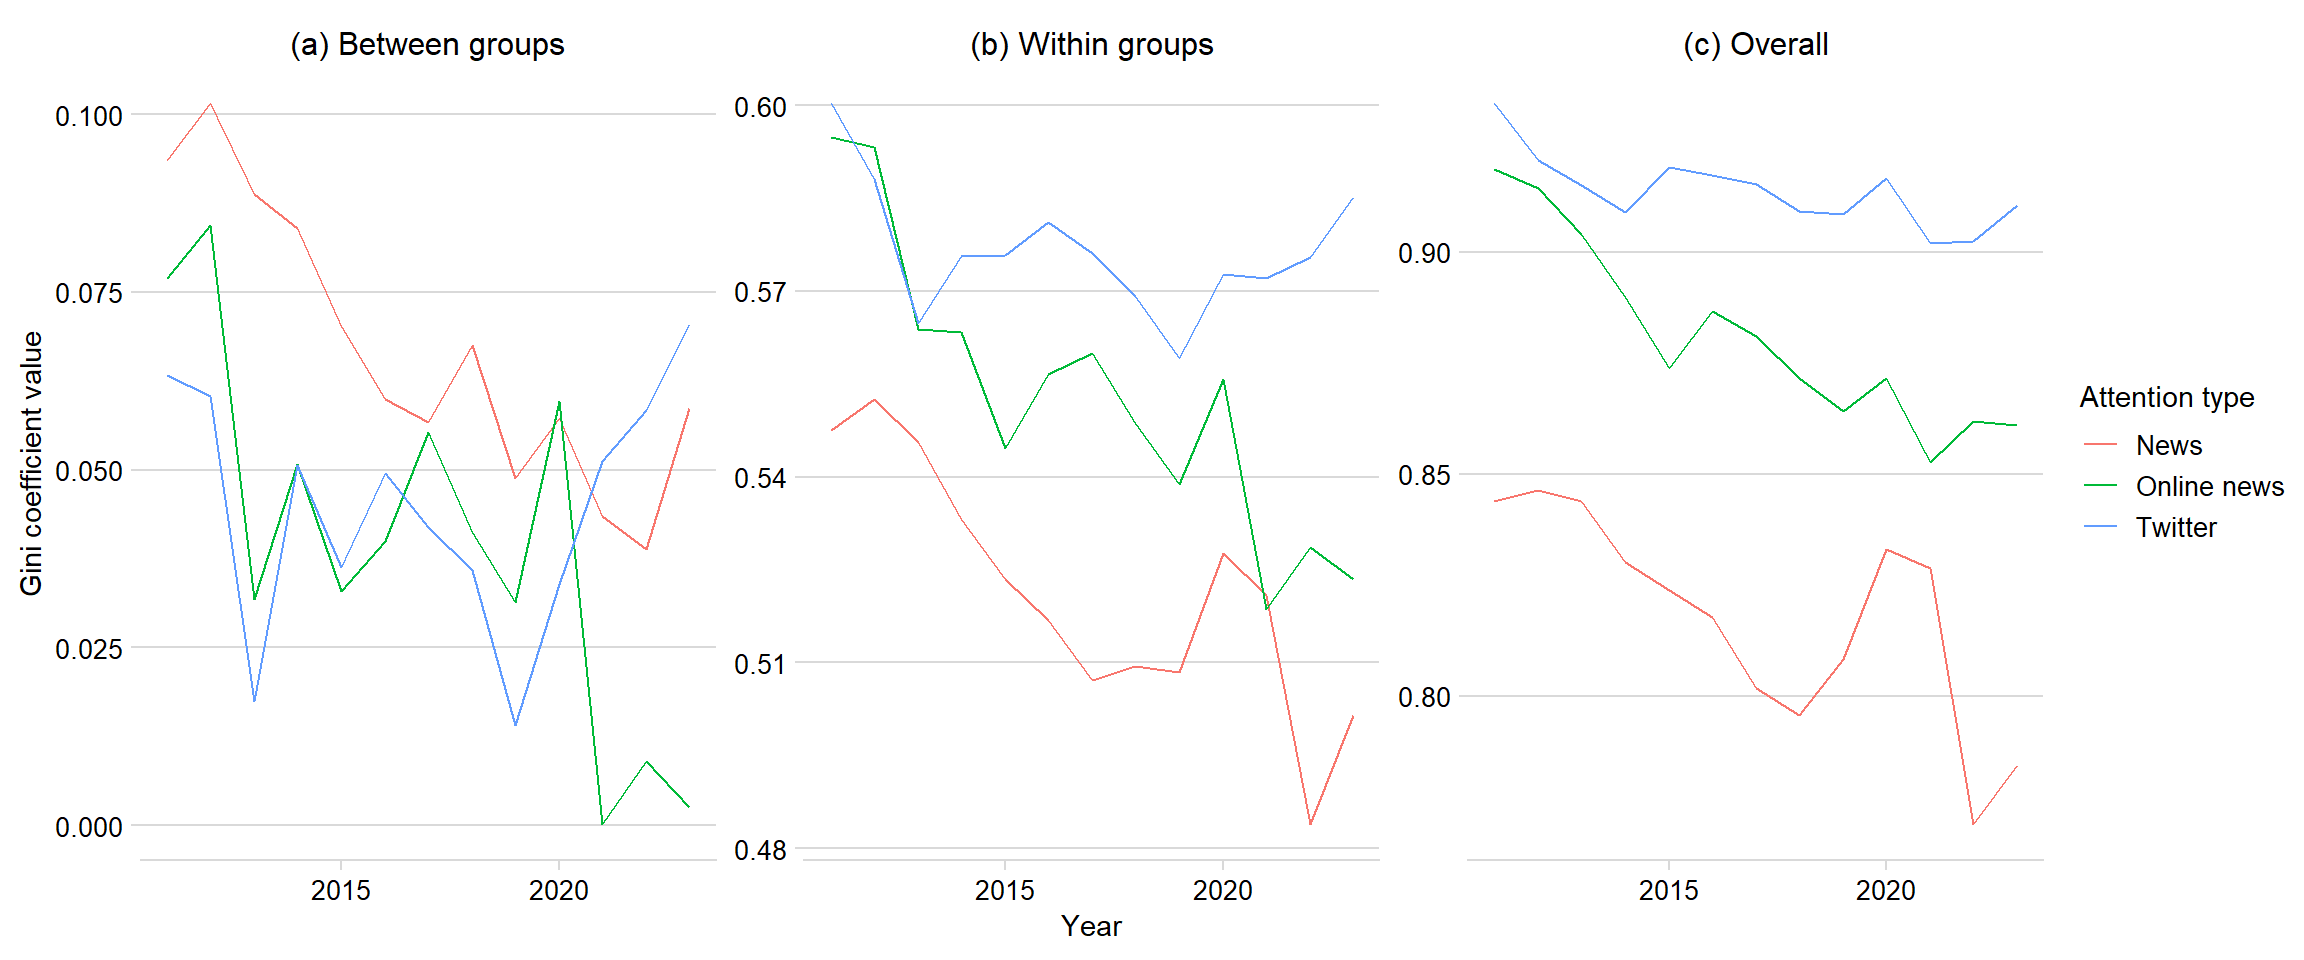 (a) Between groups
(b) Within groups
(c) Overall
Gini coefficient value
0.100
0.075
0.050
0.025
0.000
2015
2020
0.60
0.57
0.54
0.51
0.48
2015
2020
0.90
0.85
0.80
2015
2020
Year
Attention type
News
Online news
Twitter